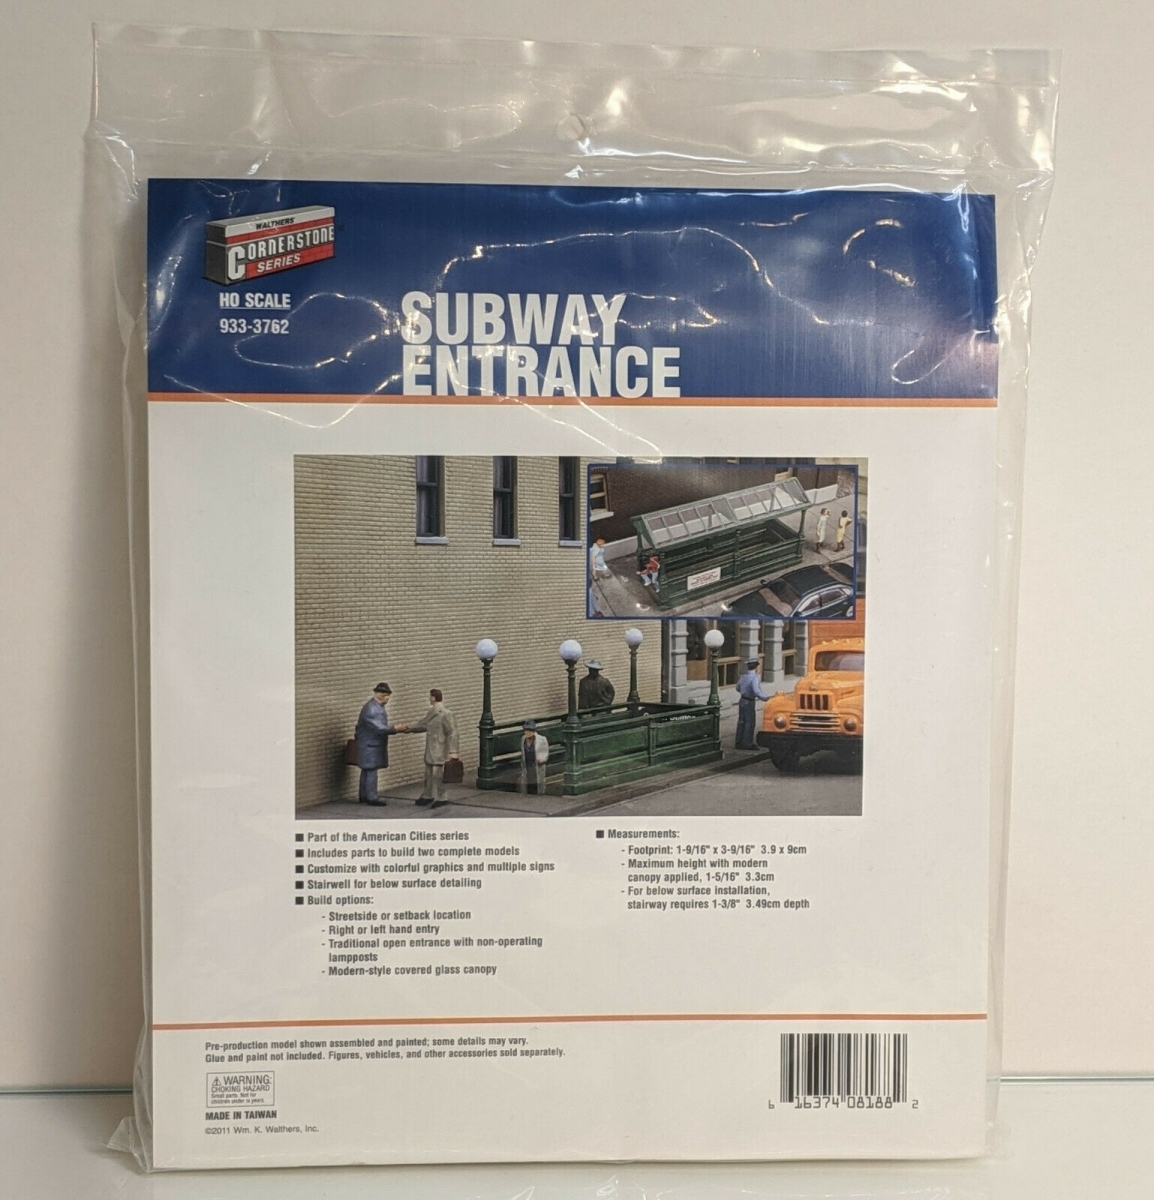 WALTHERS
CORNERSTONE
SERIES
HO SCALE
933-3762
SUBWAY
ENTRANCE
■ Part of the American Cities series
■ Includes parts to build two complete models
■ Customize with colorful graphics and multiple signs
■ Stairwell for below surface detailing
■ Build options:
- Streetside or setback location
- Right or left hand entry
- Traditional open entrance with non-operating
lampposts
- Modern-style covered glass canopy
■ Measurements:
- Footprint: 1-9/16" x 3-9/16" 3.9 x 9cm
- Maximum height with modern
canopy applied, 1-5/16" 3.3cm
- For below surface installation,
stairway requires 1-3/8" 3.49cm depth
Pre-production model shown assembled and painted; some details may vary.
Glue and paint not included. Figures, vehicles, and other accessories sold separately.
⚠ WARNING:
CHOKING HAZARD
Small parts. Not for
children under
MADE IN TAIWAN
©2011 Wm. K. Walthers, Inc.
6 16374 08188 2